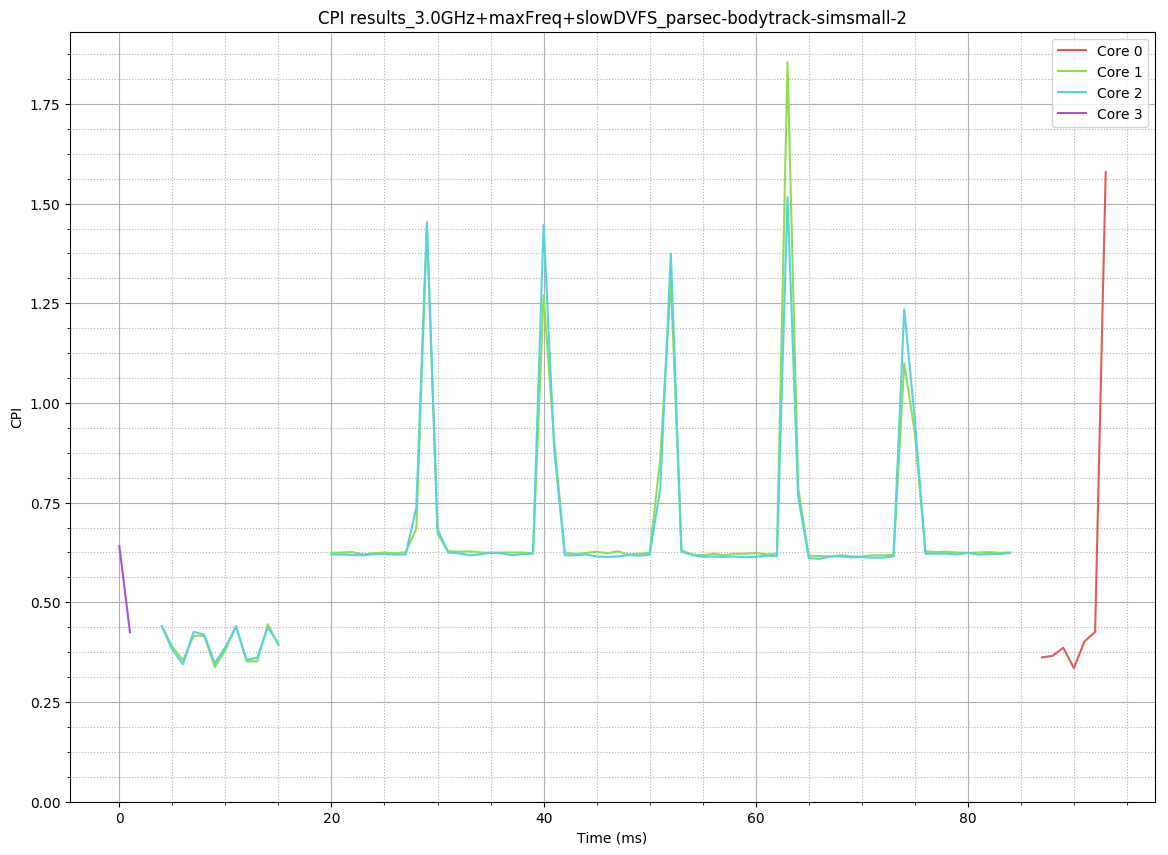 CPI results_3.0GHz+maxFreq+slowDVFS_parsec-bodytrack-simsmall-2
Core 0
Core 1
Core 2
Core 3
CPI
1.75
1.50
1.25
1.00
0.75
0.50
0.25
0.00
0
20
40
60
80
Time (ms)